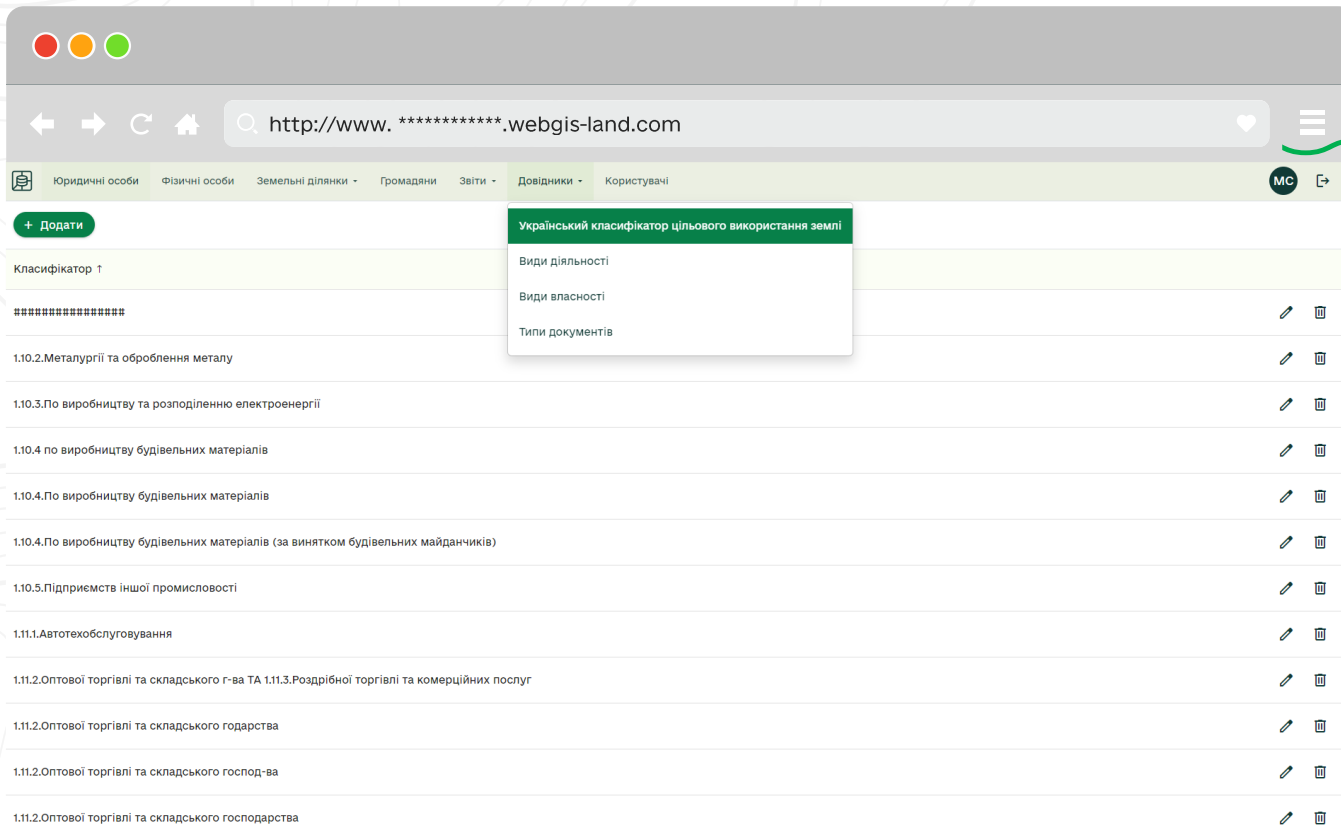 http://www. ************.webgis-land.com
Юридичні особи Фізичні особи Земельні ділянки Громадяни Звіти Довідники Користувачі МС
+ Додати
Український класифікатор цільового використання землі
Види діяльності
Види власності
Типи документів
Класифікатор ↑
################
1.10.2.Металургії та оброблення металу
1.10.3.По виробництву та розподіленню електроенергії
1.10.4 по виробництву будівельних матеріалів
1.10.4.По виробництву будівельних матеріалів
1.10.4.По виробництву будівельних матеріалів (за винятком будівельних майданчиків)
1.10.5.Підприємств іншої промисловості
1.11.1.Автотехобслуговування
1.11.2.Оптової торгівлі та складського г-ва ТА 1.11.3.Роздрібної торгівлі та комерційних послуг
1.11.2.Оптової торгівлі та складського годарства
1.11.2.Оптової торгівлі та складського господ-ва
1.11.2.Оптової торгівлі та складського господарства